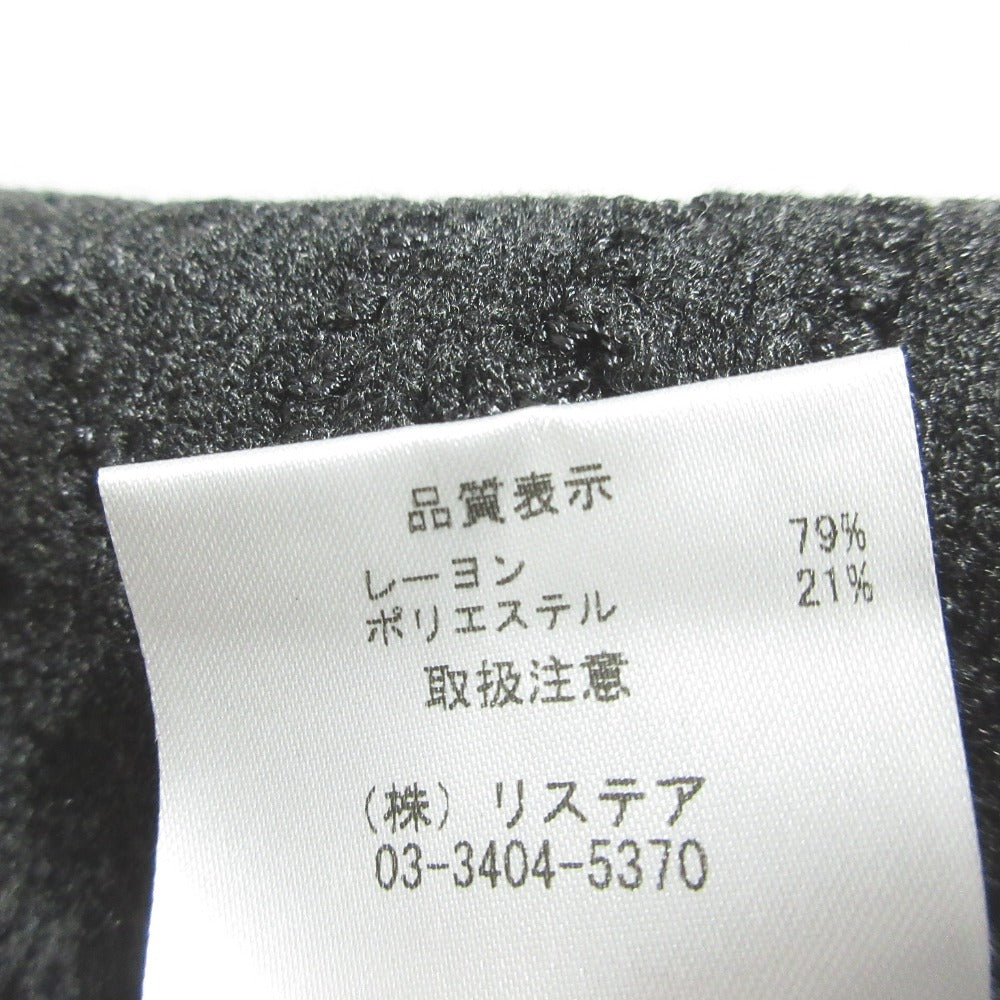 品質表示
レーヨン 79%
ポリエステル 21%
取扱注意
(株) リステア
03-3404-5370